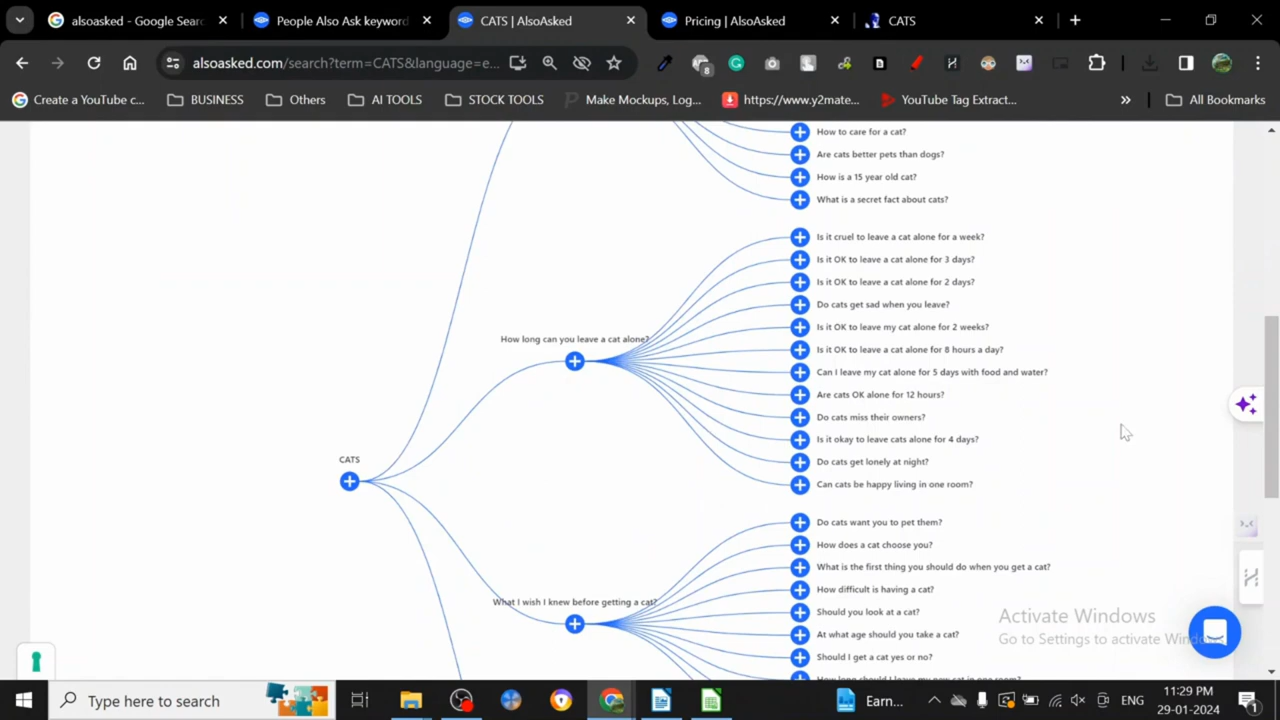 alsoasked - Google Searc
People Also Ask keyword
CATS | AlsoAsked
Pricing | AlsoAsked
CATS
alsoasked.com/search?term=CATS&language=e...
8
Create a YouTube c...
BUSINESS
Others
AI TOOLS
STOCK TOOLS
Make Mockups, Log...
https://www.y2mate...
YouTube Tag Extract...
»
All Bookmarks
How to care for a cat?
Are cats better pets than dogs?
How is a 15 year old cat?
What is a secret fact about cats?
Is it cruel to leave a cat alone for a week?
Is it OK to leave a cat alone for 3 days?
Is it OK to leave a cat alone for 2 days?
Do cats get sad when you leave?
Is it OK to leave my cat alone for 2 weeks?
How long can you leave a cat alone?
Is it OK to leave a cat alone for 8 hours a day?
Can I leave my cat alone for 5 days with food and water?
Are cats OK alone for 12 hours?
Do cats miss their owners?
Is it okay to leave cats alone for 4 days?
CATS
Do cats get lonely at night?
Can cats be happy living in one room?
Do cats want you to pet them?
How does a cat choose you?
What is the first thing you should do when you get a cat?
How difficult is having a cat?
What I wish I knew before getting a cat?
Should you look at a cat?
At what age should you take a cat?
Should I get a cat yes or no?
How long should I leave my new cat in one room?
Activate Windows
Go to Settings to activate Windows.
Type here to search
Earn...
ENG
11:29 PM
29-01-2024
1